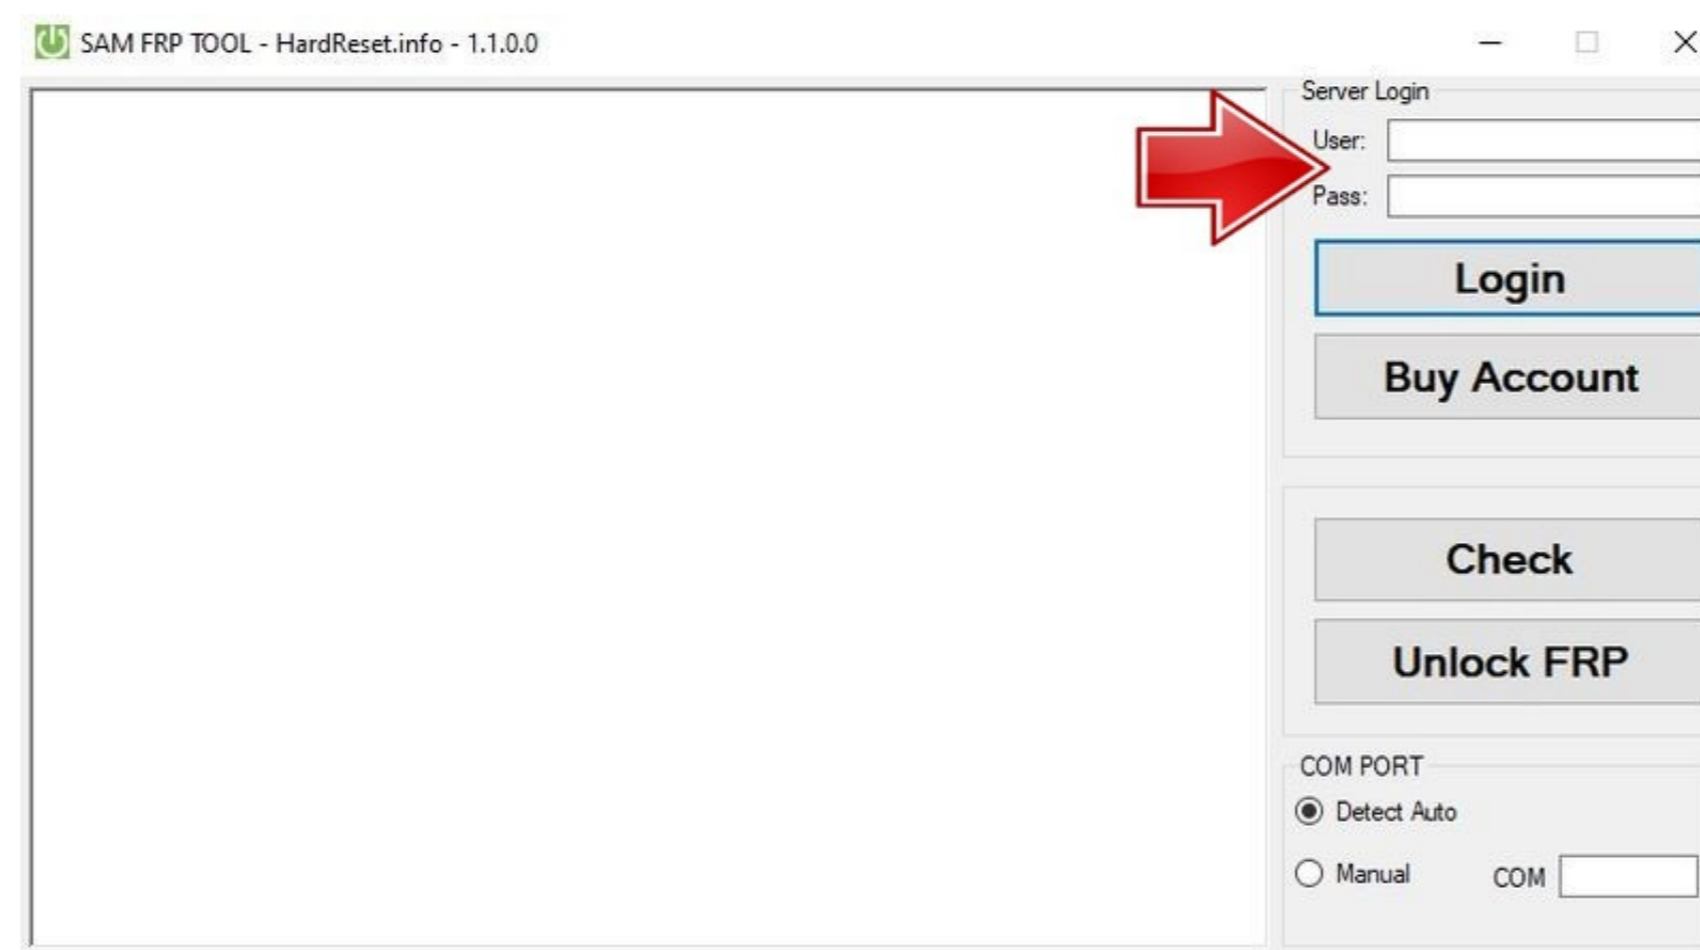 SAM FRP TOOL - HardReset.info - 1.1.0.0
Server Login
User:
Pass:
Login
Buy Account
Check
Unlock FRP
COM PORT
Detect Auto
Manual COM